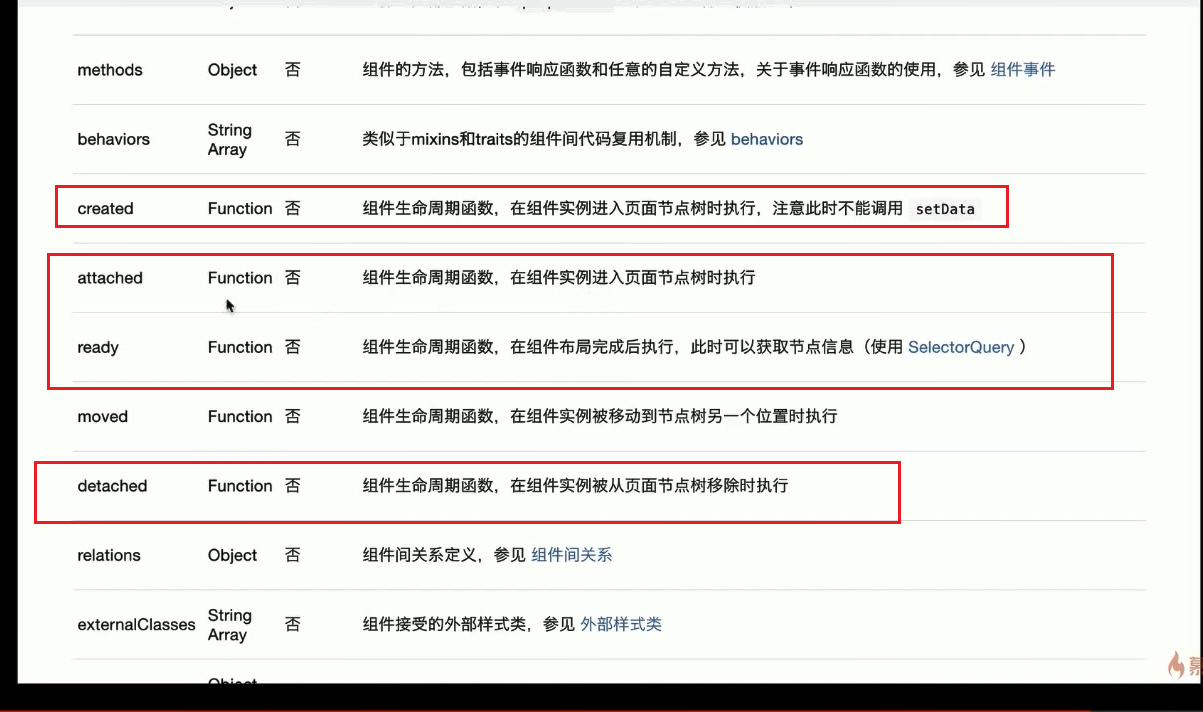 methods Object 否 组件的方法，包括事件响应函数和任意的自定义方法，关于事件响应函数的使用，参见 组件事件
behaviors String Array 否 类似于mixins和traits的组件间代码复用机制，参见 behaviors
created Function 否 组件生命周期函数，在组件实例进入页面节点树时执行，注意此时不能调用 setData
attached Function 否 组件生命周期函数，在组件实例进入页面节点树时执行
ready Function 否 组件生命周期函数，在组件布局完成后执行，此时可以获取节点信息（使用 SelectorQuery ）
moved Function 否 组件生命周期函数，在组件实例被移动到节点树另一个位置时执行
detached Function 否 组件生命周期函数，在组件实例被从页面节点树移除时执行
relations Object 否 组件间关系定义，参见 组件间关系
externalClasses String Array 否 组件接受的外部样式类，参见 外部样式类
Object